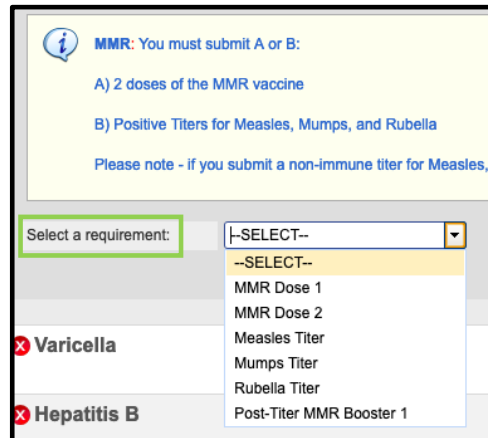 MMR: You must submit A or B:
A) 2 doses of the MMR vaccine
B) Positive Titers for Measles, Mumps, and Rubella
Please note - if you submit a non-immune titer for Measles,
Select a requirement:
--SELECT--
--SELECT--
MMR Dose 1
MMR Dose 2
Measles Titer
Mumps Titer
Rubella Titer
Post-Titer MMR Booster 1
Varicella
Hepatitis B